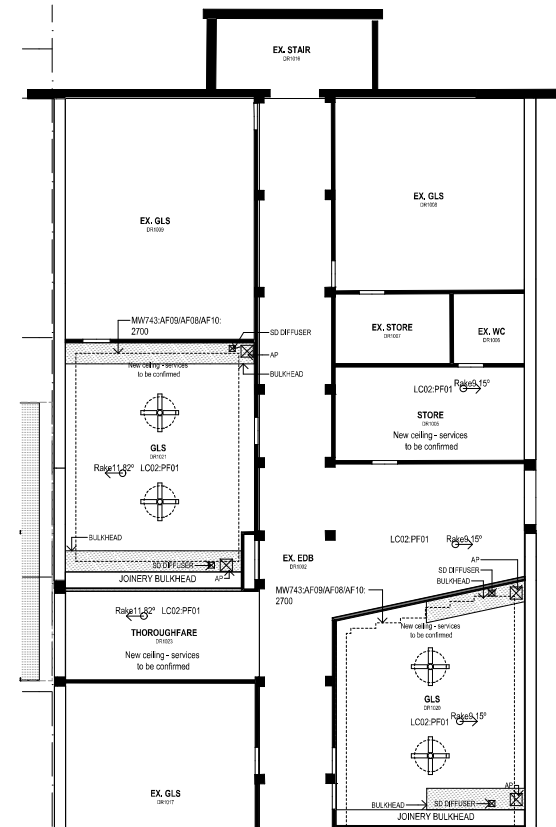 EX. STAIR
DR1016
EX. GLS
DR1009
EX. GLS
DR1008
MW743:AF09/AF08/AF10:
2700
SD DIFFUSER
AP
BULKHEAD
New ceiling - services
to be confirmed
EX. STORE
DR1007
EX. WC
DR1006
LC02:PF01
Rake9.15°
STORE
DR1005
New ceiling - services
to be confirmed
GLS
DR1021
Rake11.82°
LC02:PF01
BULKHEAD
SD DIFFUSER
AP
JOINERY BULKHEAD
EX. EDB
DR1002
LC02:PF01
Rake9.15°
AP
SD DIFFUSER
BULKHEAD
MW743:AF09/AF08/AF10:
2700
Rake11.82°
LC02:PF01
THOROUGHFARE
DR1023
New ceiling - services
to be confirmed
New ceiling - services
to be confirmed
GLS
DR1020
LC02:PF01
Rake9.15°
EX. GLS
DR1017
AP
BULKHEAD
SD DIFFUSER
JOINERY BULKHEAD